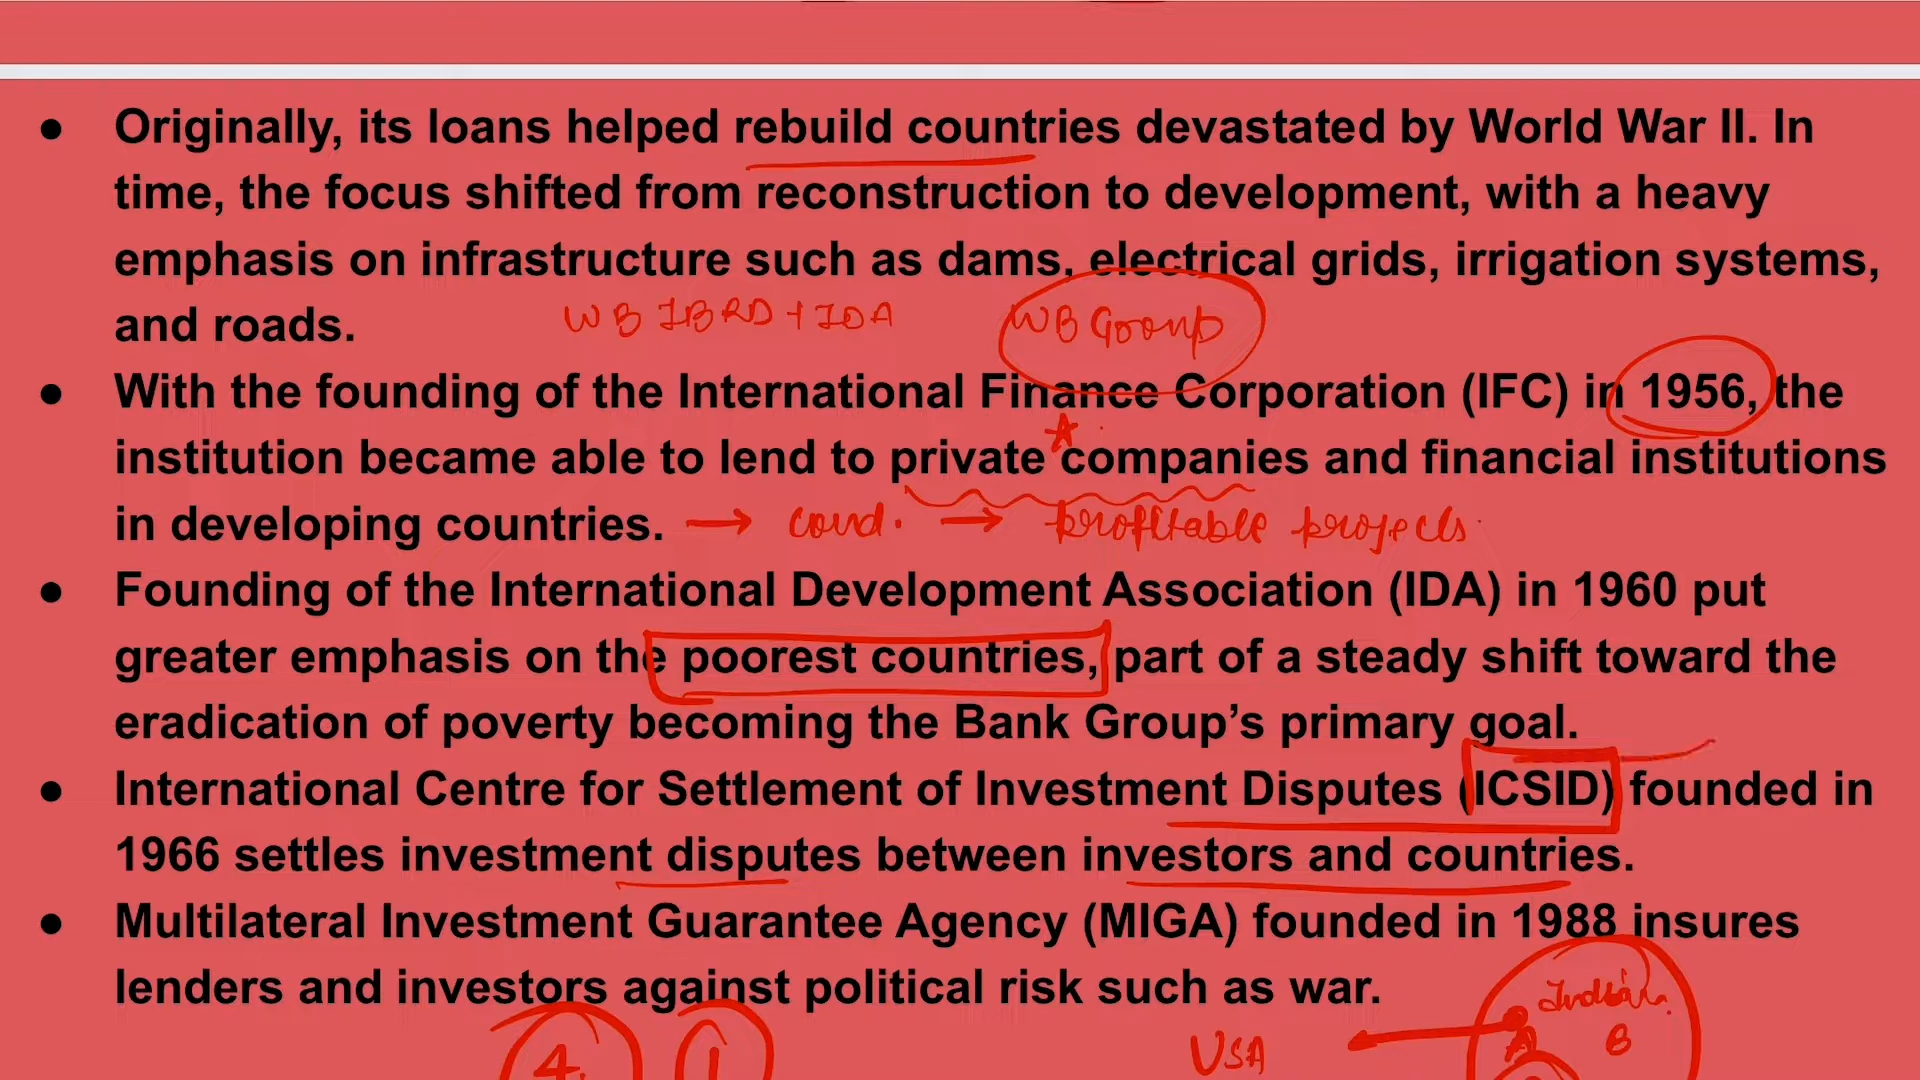 ● Originally, its loans helped rebuild countries devastated by World War II. In
time, the focus shifted from reconstruction to development, with a heavy
emphasis on infrastructure such as dams, electrical grids, irrigation systems,
and roads.
WB IBRD + IDA
WB Group
● With the founding of the International Finance Corporation (IFC) in 1956, the
institution became able to lend to private companies and financial institutions
in developing countries. → cond. → profitable projects.
● Founding of the International Development Association (IDA) in 1960 put
greater emphasis on the poorest countries, part of a steady shift toward the
eradication of poverty becoming the Bank Group’s primary goal.
● International Centre for Settlement of Investment Disputes (ICSID) founded in
1966 settles investment disputes between investors and countries.
● Multilateral Investment Guarantee Agency (MIGA) founded in 1988 insures
lenders and investors against political risk such as war.
Indian
4. 1
USA
A B